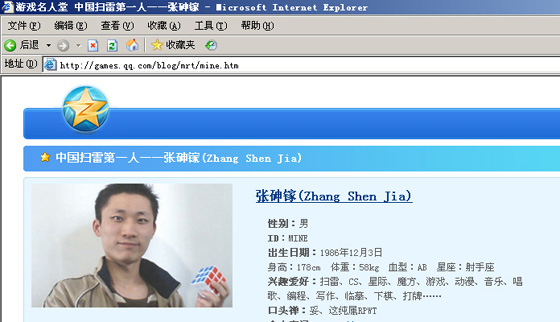 游戏名人堂 中国扫雷第一人——张砷镓 - Microsoft Internet Explorer
文件(F) 编辑(E) 查看(V) 收藏(A) 工具(T) 帮助(H)
后退 收藏夹
地址(D) http://games.qq.com/blog/mrt/mine.htm
中国扫雷第一人——张砷镓(Zhang Shen Jia)
张砷镓(Zhang Shen Jia)
性别：男
ID：MINE
出生日期：1986年12月3日
身高：178cm 体重：58kg 血型：AB 星座：射手座
兴趣爱好：扫雷、CS、星际、魔方、游戏、动漫、音乐、唱
歌、编程、写作、临摹、下棋、打牌……
口头禅：妥、这纯属RPWT